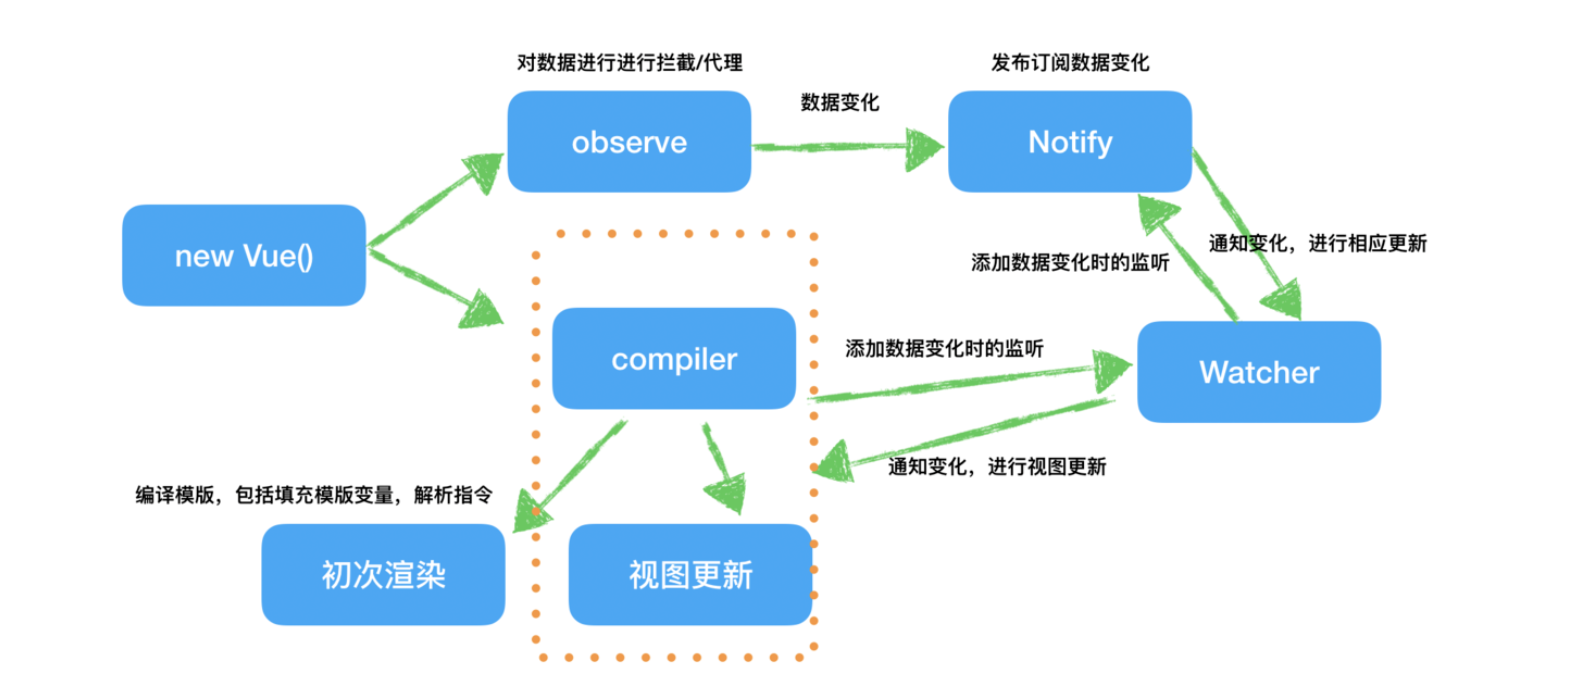 对数据进行进行拦截/代理
发布订阅数据变化
数据变化
observe
Notify
new Vue()
通知变化，进行相应更新
添加数据变化时的监听
compiler
添加数据变化时的监听
Watcher
通知变化，进行视图更新
编译模版，包括填充模版变量，解析指令
初次渲染
视图更新